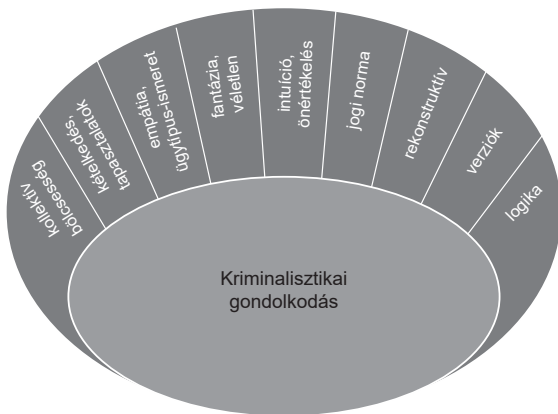 kollektív
bölcsesség
kételkedés,
tapasztalatok
empátia,
ügytípus-ismeret
fantázia,
véletlen
intuíció,
önértékelés
jogi norma
rekonstruktív
verziók
logika
Kriminalisztikai
gondolkodás